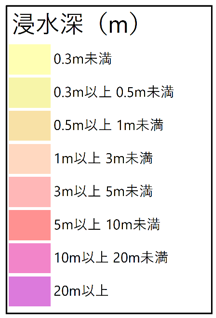 浸水深（m）
0.3m未満
0.3m以上 0.5m未満
0.5m以上 1m未満
1m以上 3m未満
3m以上 5m未満
5m以上 10m未満
10m以上 20m未満
20m以上